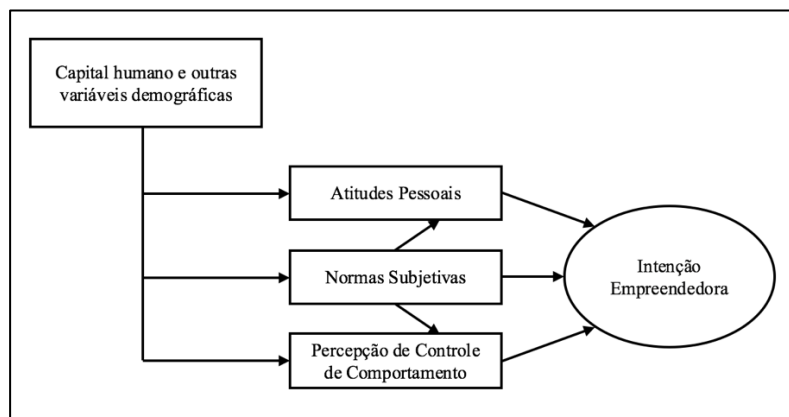 Capital humano e outras
variáveis demográficas
Atitudes Pessoais
Normas Subjetivas
Intenção
Empreendedora
Percepção de Controle
de Comportamento